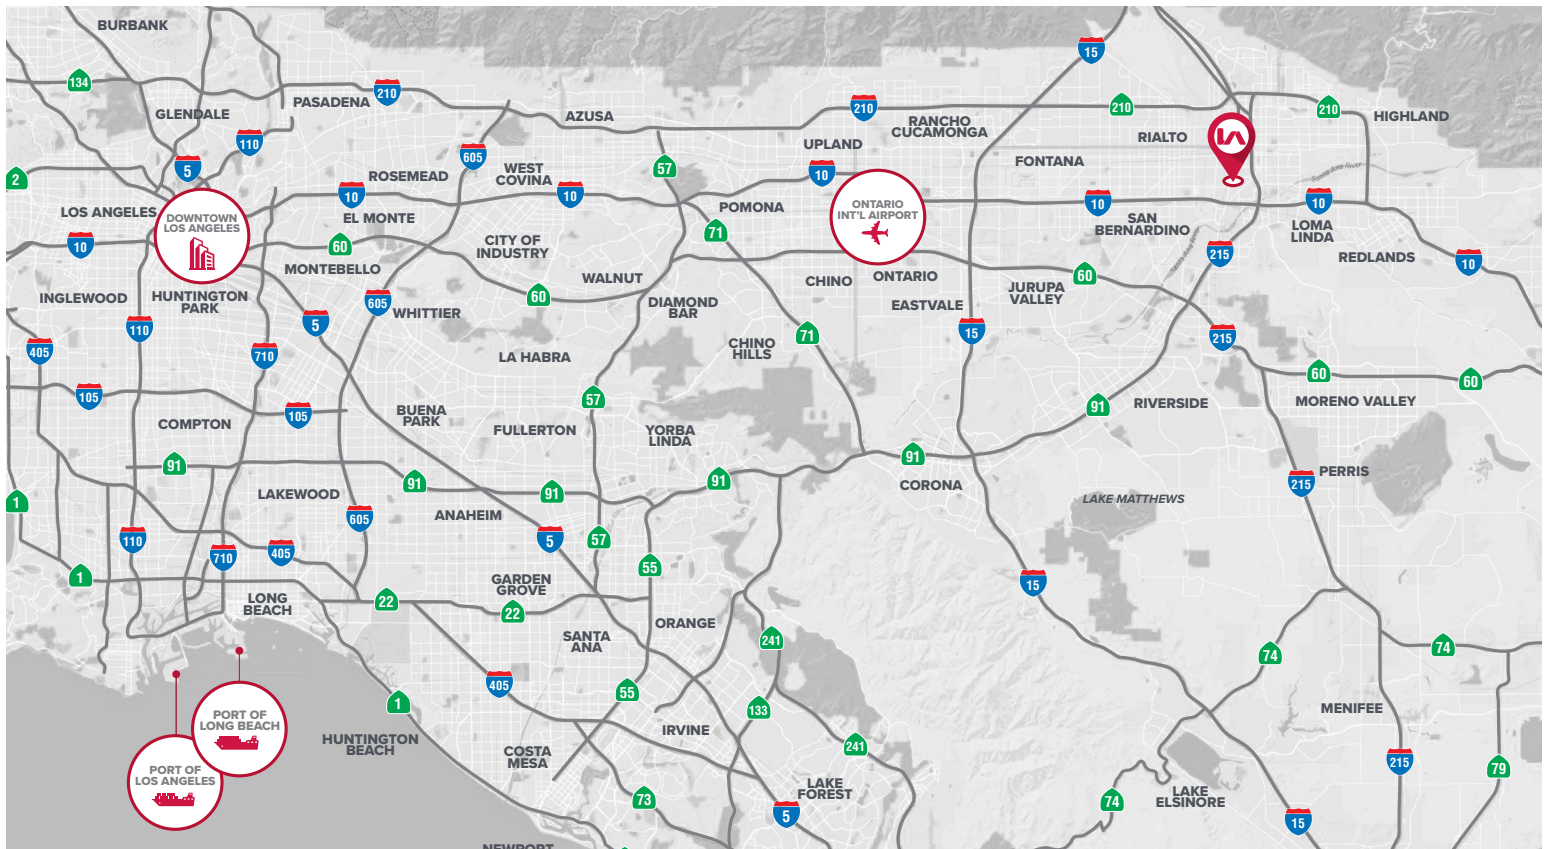 BURBANK
15
134
210
PASADENA
210
210
210
GLENDALE
AZUSA
RANCHO
CUCAMONGA
HIGHLAND
110
RIALTO
UPLAND
605
FONTANA
5
57
WEST
COVINA
10
2
ROSEMEAD
Santa Ana River
10
10
10
10
LOS ANGELES
DOWNTOWN
LOS ANGELES
EL MONTE
POMONA
ONTARIO
INT'L AIRPORT
SAN
BERNARDINO
LOMA
LINDA
10
60
CITY OF
INDUSTRY
71
Santa Ana River
215
REDLANDS
10
MONTEBELLO
WALNUT
CHINO
ONTARIO
60
JURUPA
VALLEY
INGLEWOOD
HUNTINGTON
PARK
605
WHITTIER
60
DIAMOND
BAR
EASTVALE
110
5
15
71
215
405
710
LA HABRA
CHINO
HILLS
60
60
105
57
MORENO VALLEY
105
BUENA
PARK
91
RIVERSIDE
COMPTON
FULLERTON
YORBA
LINDA
91
91
PERRIS
91
91
91
CORONA
215
LAKEWOOD
LAKE MATTHEWS
1
ANAHEIM
605
110
710
405
5
57
55
1
GARDEN
GROVE
15
LONG
BEACH
22
22
ORANGE
SANTA
ANA
241
74
74
405
55
1
133
PORT OF
LONG BEACH
MENIFEE
HUNTINGTON
BEACH
IRVINE
COSTA
MESA
241
215
PORT OF
LOS ANGELES
79
73
LAKE
FOREST
74
LAKE
ELSINORE
5
15
NEWPORT